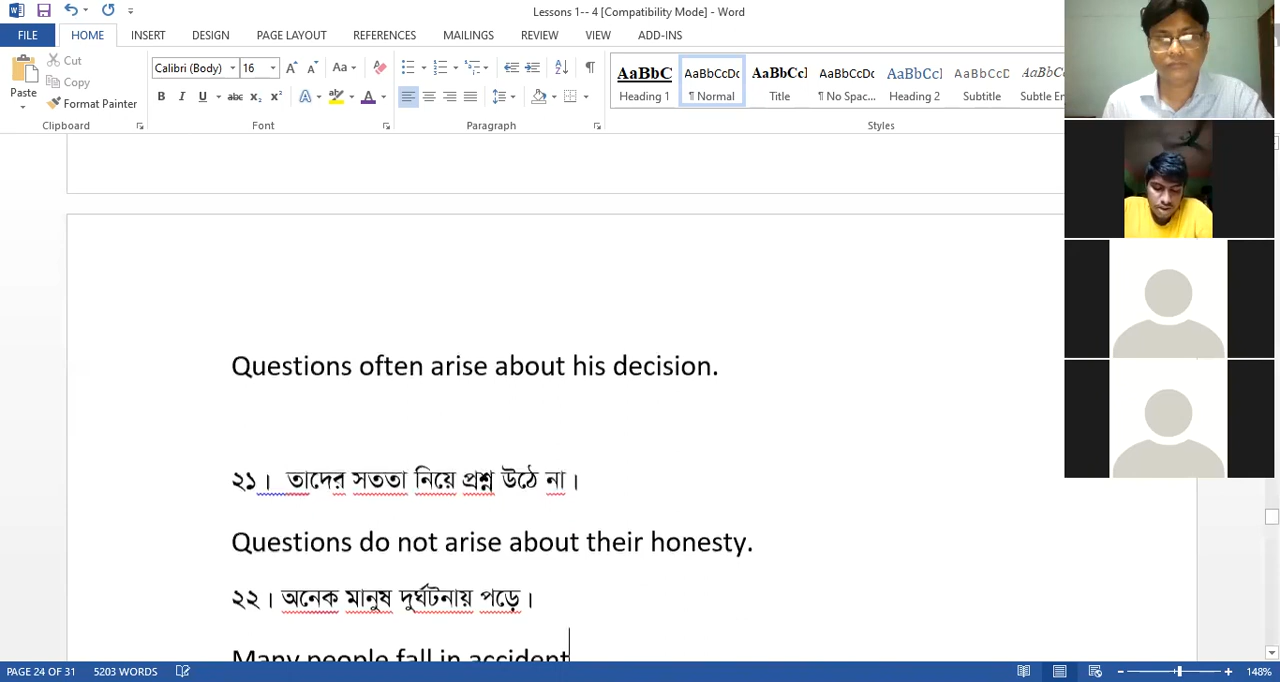 Lessons 1-- 4 [Compatibility Mode] - Word
FILE HOME INSERT DESIGN PAGE LAYOUT REFERENCES MAILINGS REVIEW VIEW ADD-INS
Cut
Copy
Paste
Format Painter
Calibri (Body) 16
Clipboard Font Paragraph Styles
AaBbC AaBbCcDc AaBbCcI AaBbCcDc AaBbCcI AaBbCcD AaBbCcD
Heading 1 ¶ Normal Title ¶ No Spac... Heading 2 Subtitle Subtle En
Questions often arise about his decision.
২১। তাদের সততা নিয়ে প্রশ্ন উঠে না।
Questions do not arise about their honesty.
২২। অনেক মানুষ দুর্ঘটনায় পড়ে।
Many people fall in accident
PAGE 24 OF 31 5203 WORDS 148%